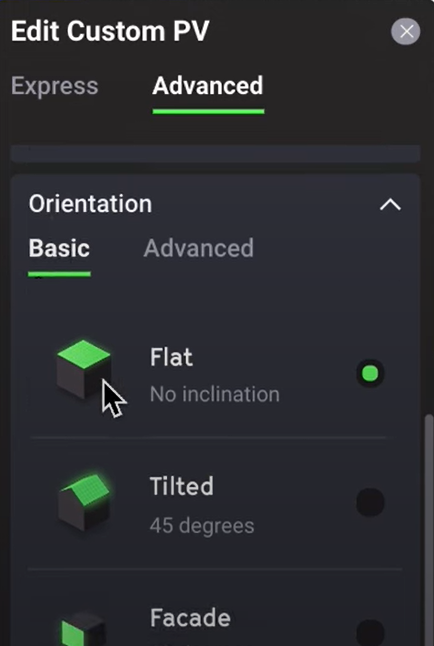 Edit Custom PV
Express Advanced
Orientation
Basic Advanced
Flat
No inclination
Tilted
45 degrees
Facade